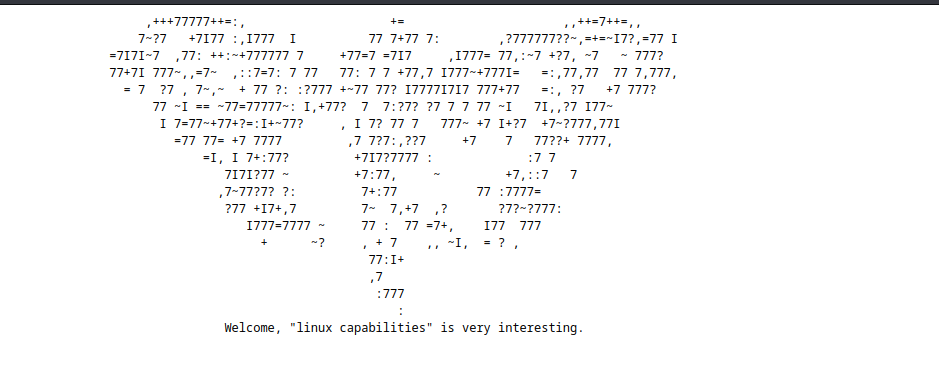 ,+++77777++=:,                    +=                      ,,++=7++=,,
7~?7   +7I77 :,I777  I          77 7+77 7:        ,?777777??~,=+=~I7?,=77 I
=7I7I~7  ,77: ++:~+777777 7     +77=7 =7I7     ,I777= 77,:~7 +?7, ~7   ~ 777?
77+7I 777~,,=7~  ,::7=7: 7 77   77: 7 7 +77,7 I777~+777I=   =:,77,77  77 7,777,
= 7  ?7 , 7~,~  + 77 ?: :?777 +~77 77? I7777I7I7 777+77   =:, ?7   +7 777?
77 ~I == ~77=77777~: I,+77?  7  7:?7? ?7 7 7 77 ~I   7I,,?7 I77~
I 7=77~+77+?=:I+~77?     , I 7? 77 7   777~ +7 I+?7  +7~?777,77I
=77 77= +7 7777         ,7 7?7:,??7     +7    7   77??+ 7777,
=I, I 7+:77?         +7I7?7777 :             :7 7
7I7I?77 ~         +7:77,     ~         +7,::7   7
,7~77?7? ?:         7+:77           77 :7777=
?77 +I7+,7         7~  7,+7  ,?       ?7?~?777:
I777=7777 ~     77 :  77 =7+,    I77  777
+      ~?     , + 7    ,, ~I,  = ? ,
77:I+
,7
:777
:
Welcome, "linux capabilities" is very interesting.